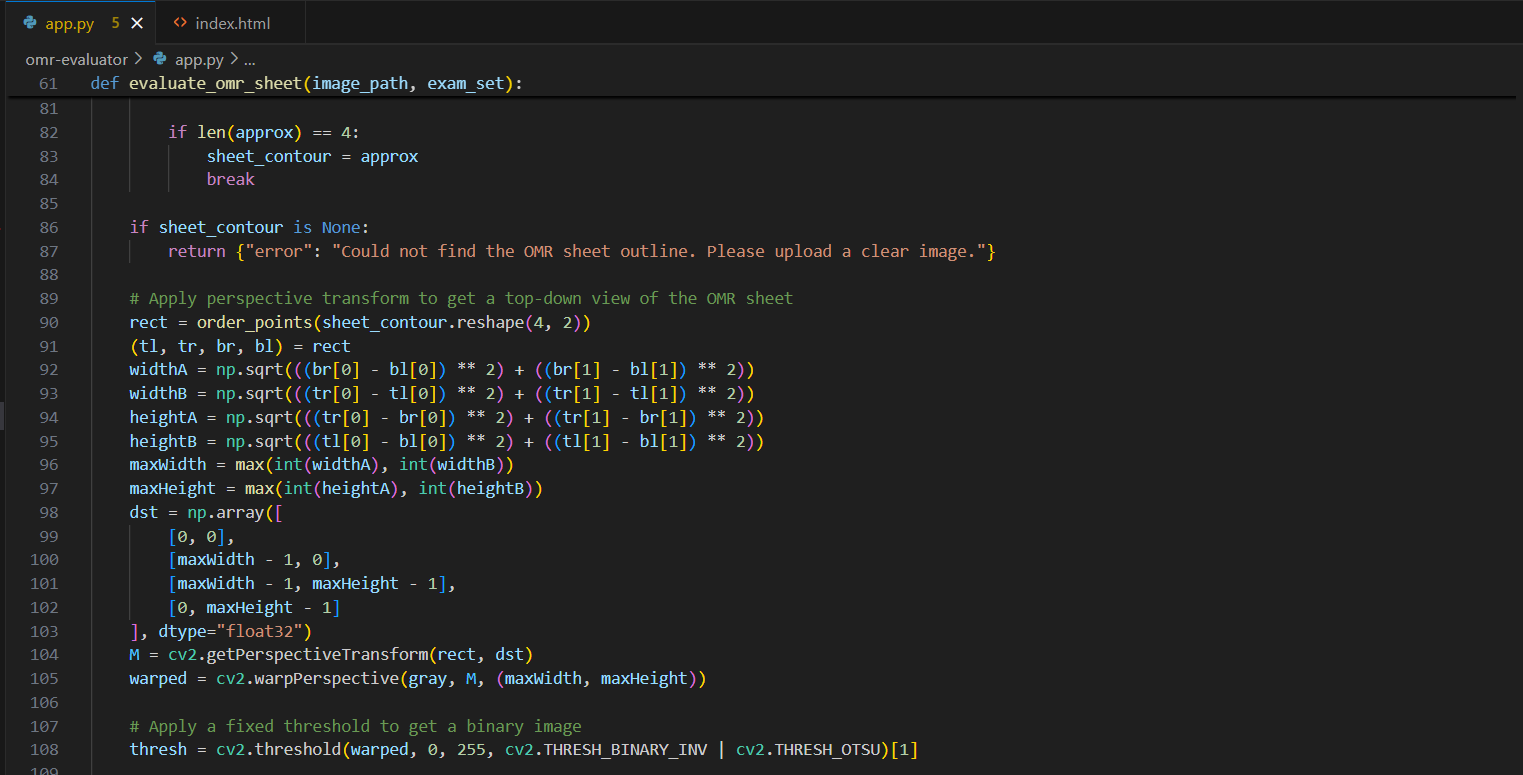 app.py 5 × <> index.html
omr-evaluator > app.py > ...
61 def evaluate_omr_sheet(image_path, exam_set):
81
82         if len(approx) == 4:
83             sheet_contour = approx
84             break
85
86     if sheet_contour is None:
87         return {"error": "Could not find the OMR sheet outline. Please upload a clear image."}
88
89     # Apply perspective transform to get a top-down view of the OMR sheet
90     rect = order_points(sheet_contour.reshape(4, 2))
91     (tl, tr, br, bl) = rect
92     widthA = np.sqrt(((br[0] - bl[0]) ** 2) + ((br[1] - bl[1]) ** 2))
93     widthB = np.sqrt(((tr[0] - tl[0]) ** 2) + ((tr[1] - tl[1]) ** 2))
94     heightA = np.sqrt(((tr[0] - br[0]) ** 2) + ((tr[1] - br[1]) ** 2))
95     heightB = np.sqrt(((tl[0] - bl[0]) ** 2) + ((tl[1] - bl[1]) ** 2))
96     maxWidth = max(int(widthA), int(widthB))
97     maxHeight = max(int(heightA), int(heightB))
98     dst = np.array([
99         [0, 0],
100         [maxWidth - 1, 0],
101         [maxWidth - 1, maxHeight - 1],
102         [0, maxHeight - 1]
103     ], dtype="float32")
104     M = cv2.getPerspectiveTransform(rect, dst)
105     warped = cv2.warpPerspective(gray, M, (maxWidth, maxHeight))
106
107     # Apply a fixed threshold to get a binary image
108     thresh = cv2.threshold(warped, 0, 255, cv2.THRESH_BINARY_INV | cv2.THRESH_OTSU)[1]
109